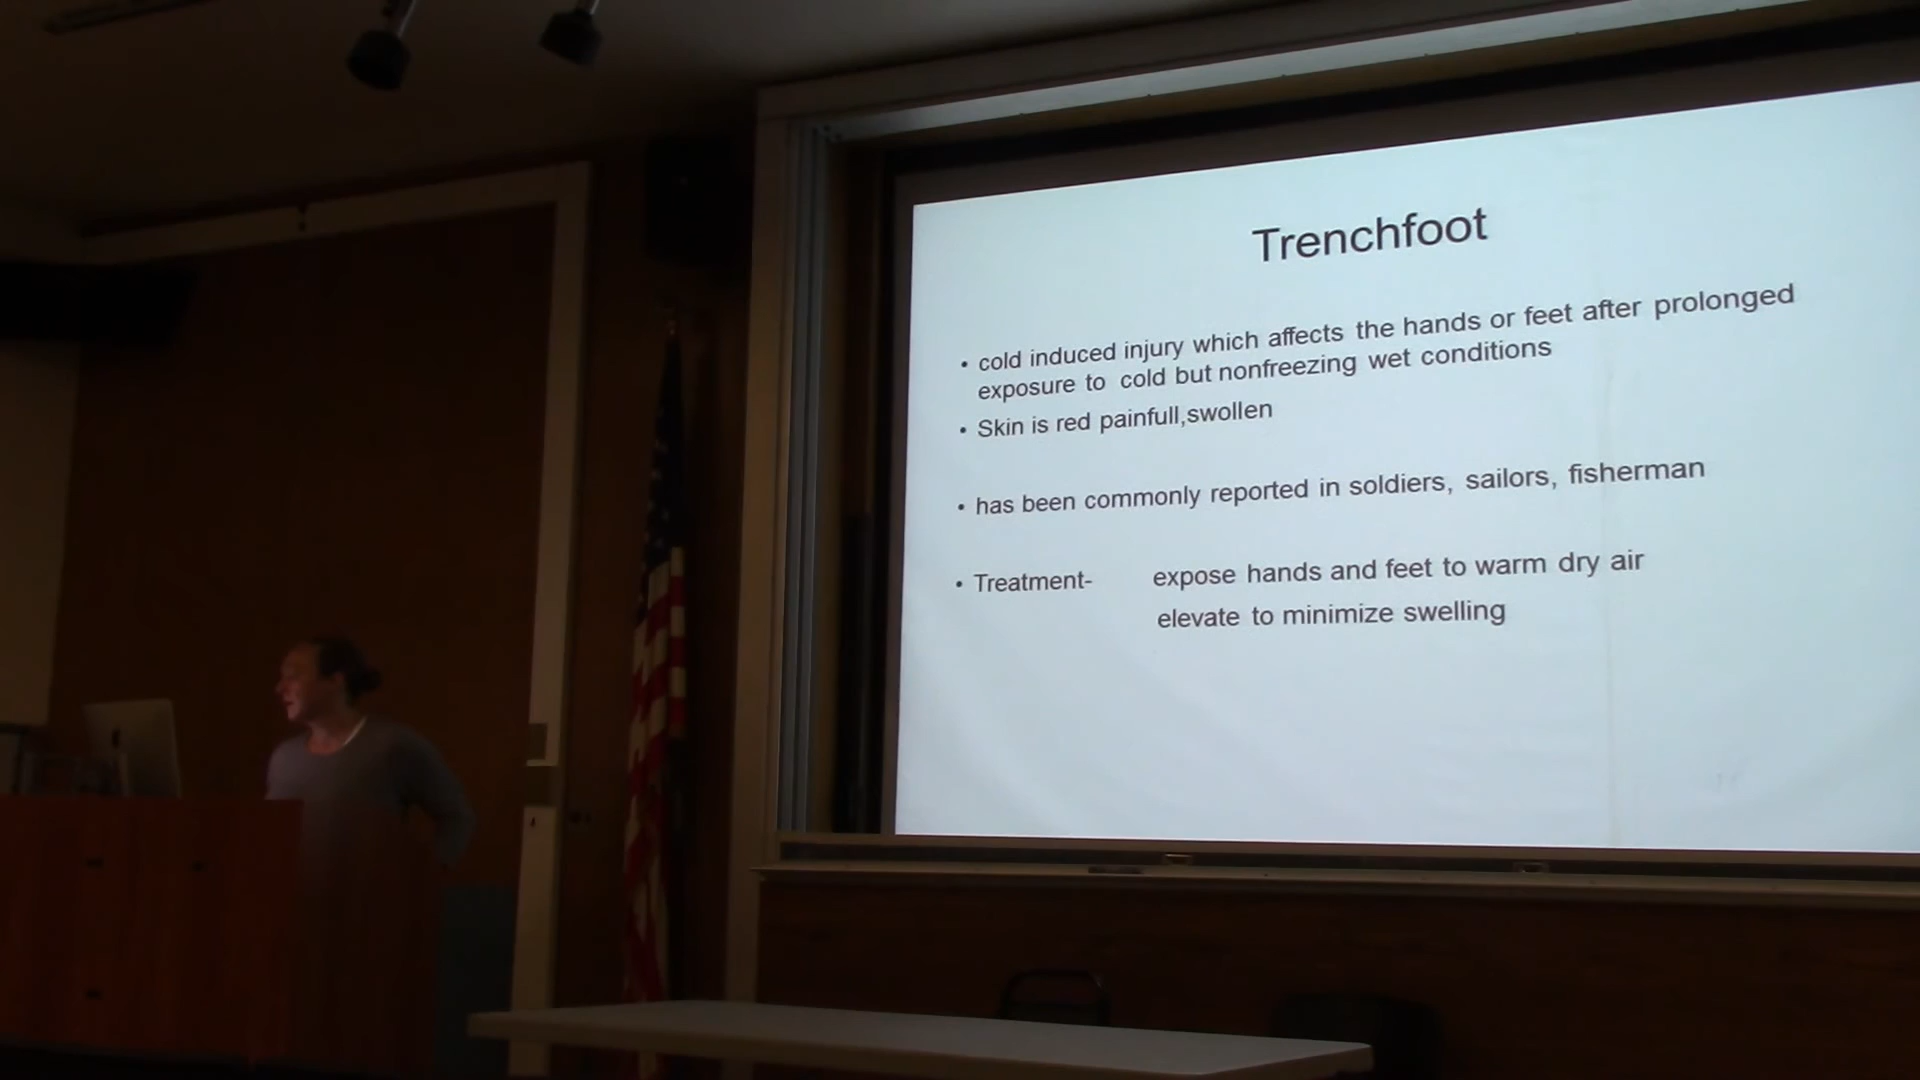 Trenchfoot
• cold induced injury which affects the hands or feet after prolonged
exposure to cold but nonfreezing wet conditions
• Skin is red painfull,swollen
• has been commonly reported in soldiers, sailors, fisherman
• Treatment- expose hands and feet to warm dry air
elevate to minimize swelling